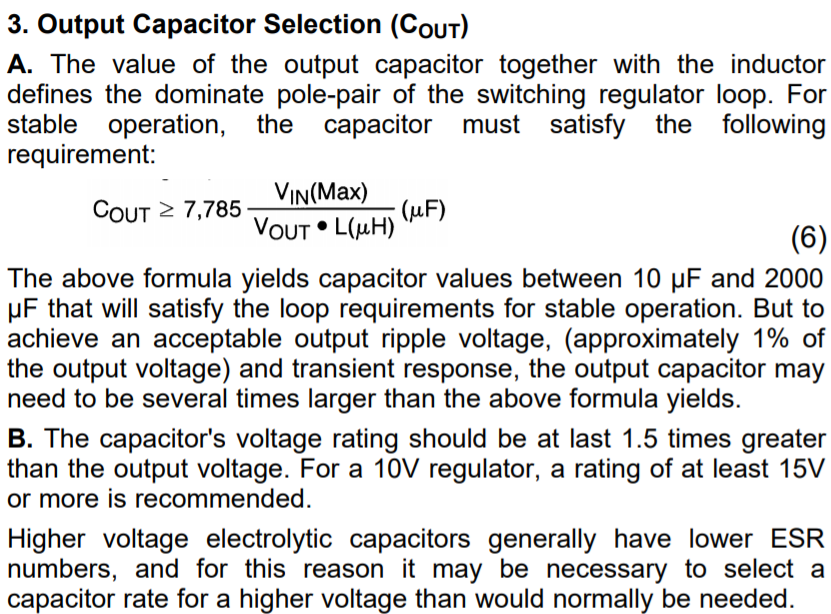 3. Output Capacitor Selection (COUT)
A. The value of the output capacitor together with the inductor
defines the dominate pole-pair of the switching regulator loop. For
stable operation, the capacitor must satisfy the following
requirement:
COUT ≥ 7,785 VIN(Max) / VOUT • L(μH) (μF)
(6)
The above formula yields capacitor values between 10 μF and 2000
μF that will satisfy the loop requirements for stable operation. But to
achieve an acceptable output ripple voltage, (approximately 1% of
the output voltage) and transient response, the output capacitor may
need to be several times larger than the above formula yields.
B. The capacitor's voltage rating should be at last 1.5 times greater
than the output voltage. For a 10V regulator, a rating of at least 15V
or more is recommended.
Higher voltage electrolytic capacitors generally have lower ESR
numbers, and for this reason it may be necessary to select a
capacitor rate for a higher voltage than would normally be needed.